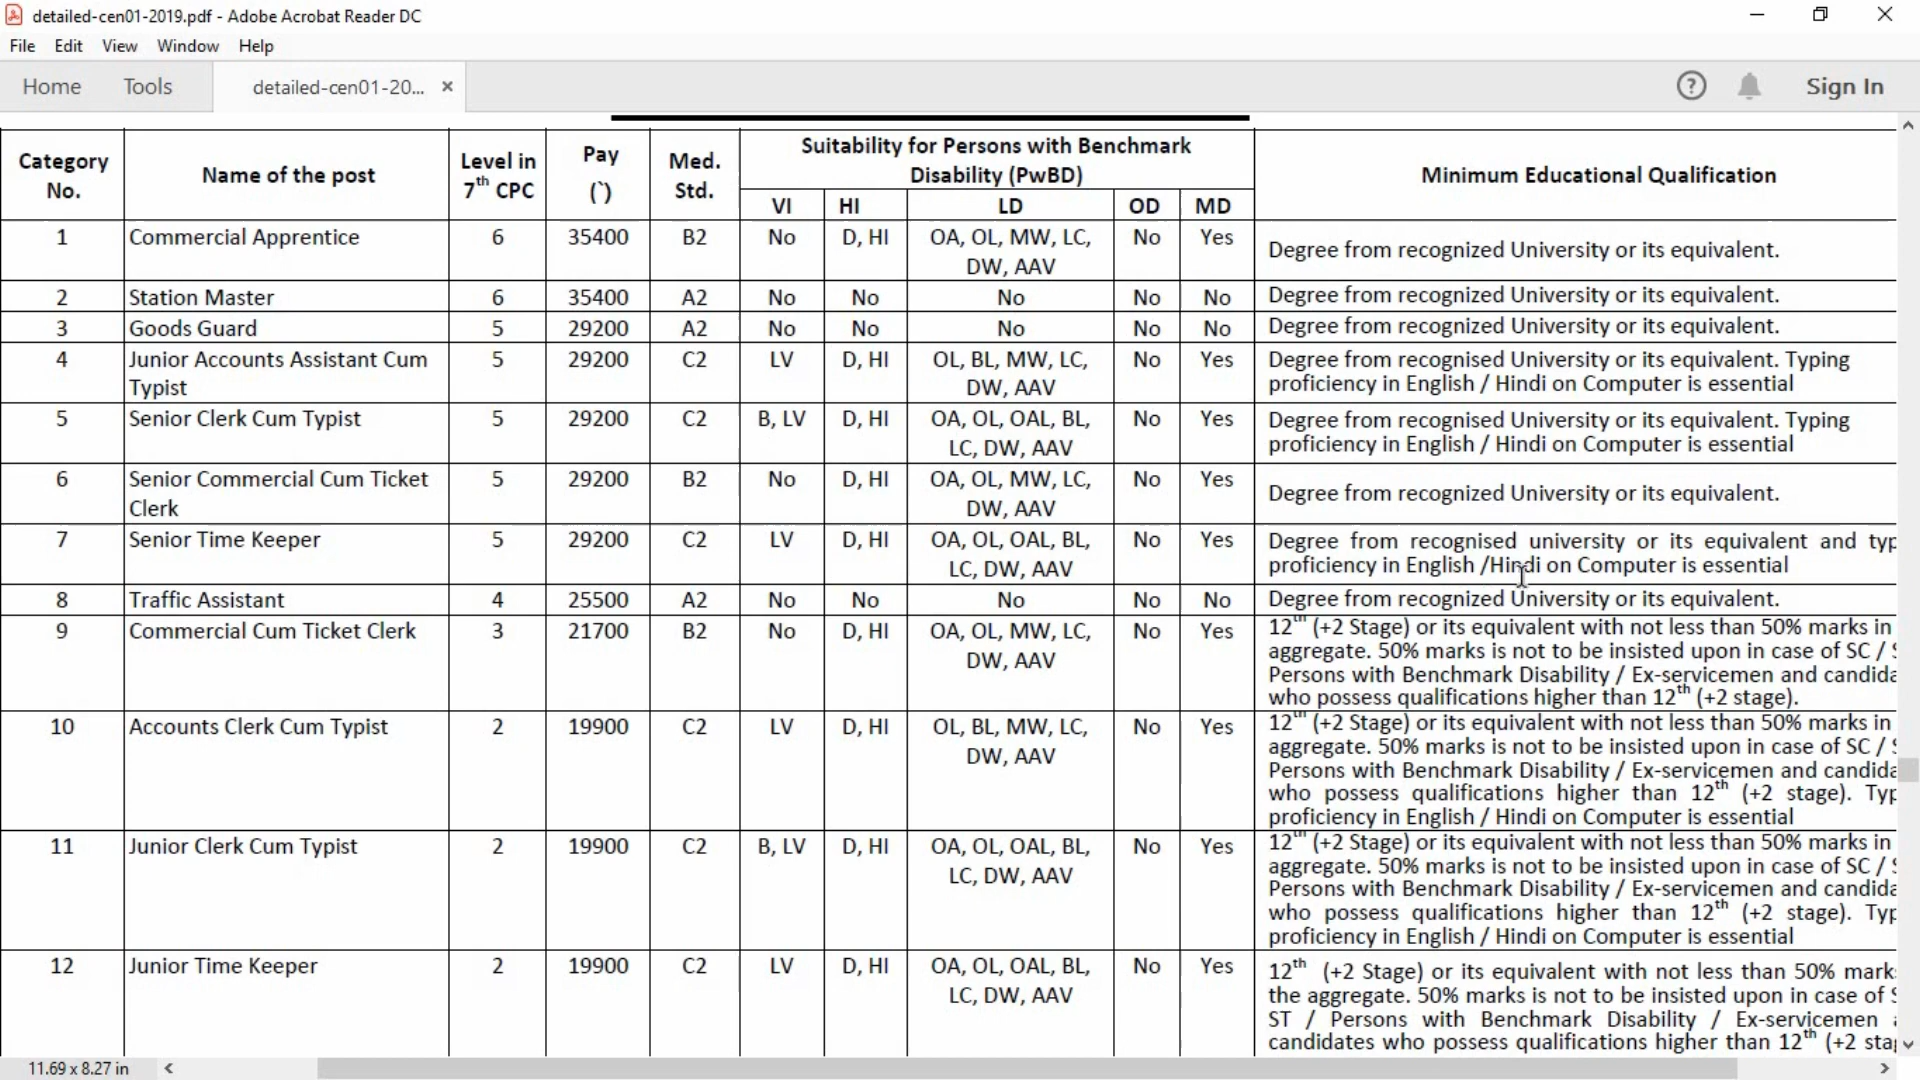 detailed-cen01-2019.pdf - Adobe Acrobat Reader DC
File Edit View Window Help
Home Tools detailed-cen01-20... × Sign In
Category No. Name of the post Level in 7th CPC Pay (`) Med. Std. Suitability for Persons with Benchmark Disability (PwBD) Minimum Educational Qualification
VI HI LD OD MD
1 Commercial Apprentice 6 35400 B2 No D, HI OA, OL, MW, LC, No Yes Degree from recognized University or its equivalent.
DW, AAV
2 Station Master 6 35400 A2 No No No No No Degree from recognized University or its equivalent.
3 Goods Guard 5 29200 A2 No No No No No Degree from recognized University or its equivalent.
4 Junior Accounts Assistant Cum 5 29200 C2 LV D, HI OL, BL, MW, LC, No Yes Degree from recognised University or its equivalent. Typing
Typist DW, AAV proficiency in English / Hindi on Computer is essential
5 Senior Clerk Cum Typist 5 29200 C2 B, LV D, HI OA, OL, OAL, BL, No Yes Degree from recognised University or its equivalent. Typing
LC, DW, AAV proficiency in English / Hindi on Computer is essential
6 Senior Commercial Cum Ticket 5 29200 B2 No D, HI OA, OL, MW, LC, No Yes Degree from recognized University or its equivalent.
Clerk DW, AAV
7 Senior Time Keeper 5 29200 C2 LV D, HI OA, OL, OAL, BL, No Yes Degree from recognised university or its equivalent and typ
LC, DW, AAV proficiency in English /Hindi on Computer is essential
8 Traffic Assistant 4 25500 A2 No No No No No Degree from recognized University or its equivalent.
9 Commercial Cum Ticket Clerk 3 21700 B2 No D, HI OA, OL, MW, LC, No Yes 12th (+2 Stage) or its equivalent with not less than 50% marks in
DW, AAV aggregate. 50% marks is not to be insisted upon in case of SC /
Persons with Benchmark Disability / Ex-servicemen and candida
who possess qualifications higher than 12th (+2 stage).
10 Accounts Clerk Cum Typist 2 19900 C2 LV D, HI OL, BL, MW, LC, No Yes 12th (+2 Stage) or its equivalent with not less than 50% marks in
DW, AAV aggregate. 50% marks is not to be insisted upon in case of SC /
Persons with Benchmark Disability / Ex-servicemen and candida
who possess qualifications higher than 12th (+2 stage). Typ
proficiency in English / Hindi on Computer is essential
11 Junior Clerk Cum Typist 2 19900 C2 B, LV D, HI OA, OL, OAL, BL, No Yes 12th (+2 Stage) or its equivalent with not less than 50% marks in
LC, DW, AAV aggregate. 50% marks is not to be insisted upon in case of SC /
Persons with Benchmark Disability / Ex-servicemen and candida
who possess qualifications higher than 12th (+2 stage). Typ
proficiency in English / Hindi on Computer is essential
12 Junior Time Keeper 2 19900 C2 LV D, HI OA, OL, OAL, BL, No Yes 12th (+2 Stage) or its equivalent with not less than 50% mark
LC, DW, AAV the aggregate. 50% marks is not to be insisted upon in case of
ST / Persons with Benchmark Disability / Ex-servicemen
candidates who possess qualifications higher than 12th (+2 sta
11.69 x 8.27 in